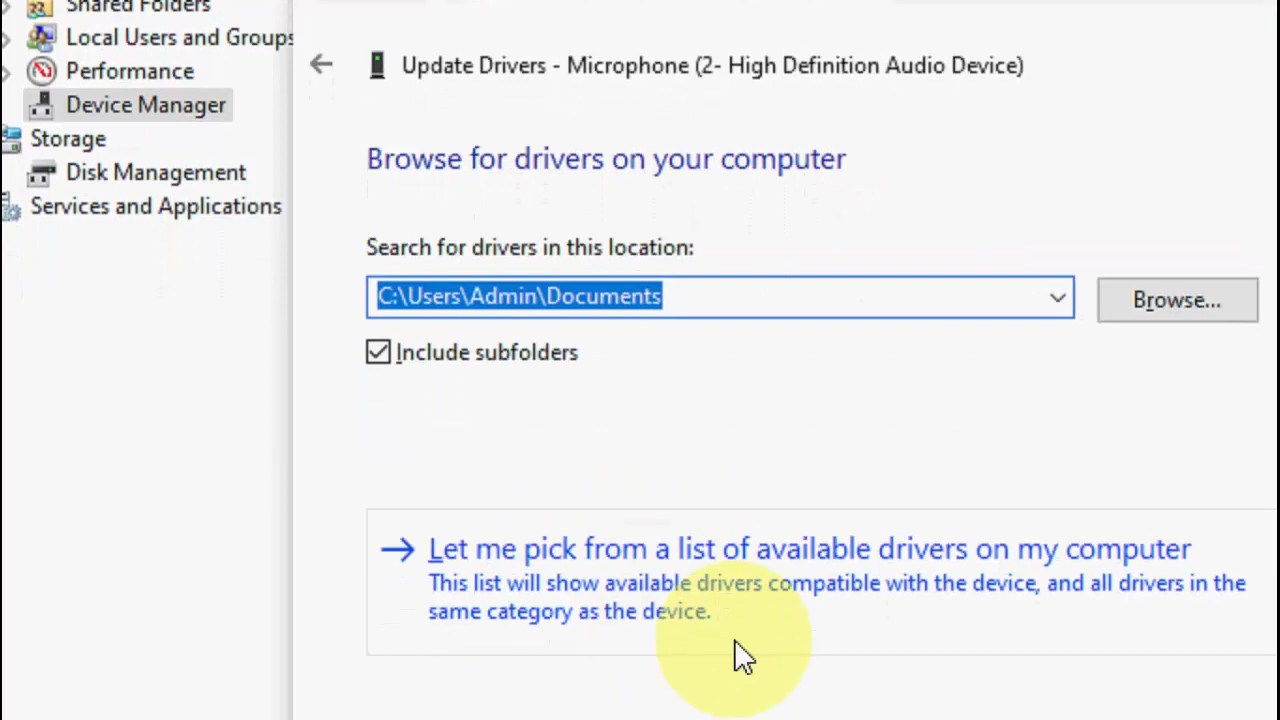 Shared Folders
Local Users and Groups
Performance
Device Manager
Storage
Disk Management
Services and Applications
Update Drivers - Microphone (2- High Definition Audio Device)
Browse for drivers on your computer
Search for drivers in this location:
C:\Users\Admin\Documents
Browse...
Include subfolders
Let me pick from a list of available drivers on my computer
This list will show available drivers compatible with the device, and all drivers in the
same category as the device.